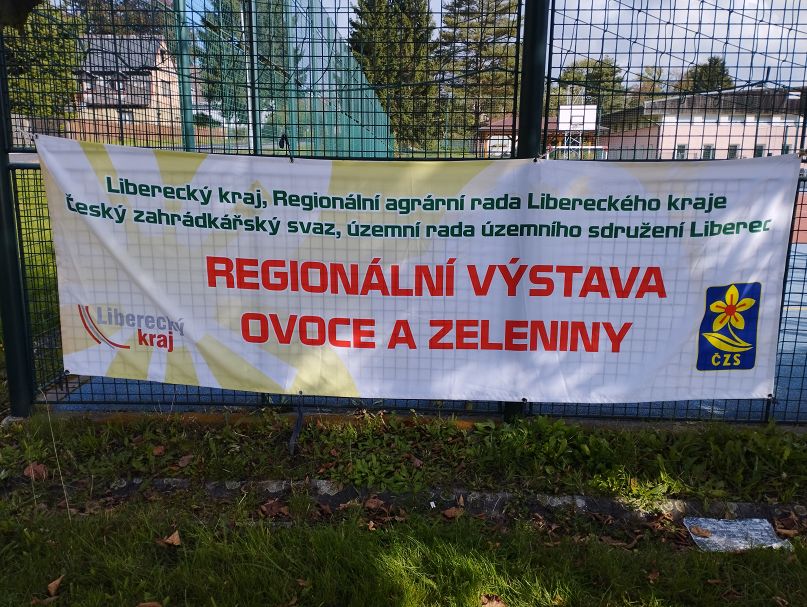 Liberecký kraj, Regionální agrární rada Libereckého kraje
Český zahrádkářský svaz, územní rada územního sdružení Liberec
REGIONÁLNÍ VÝSTAVA
OVOCE A ZELENINY
Liberecký
kraj
ČZS